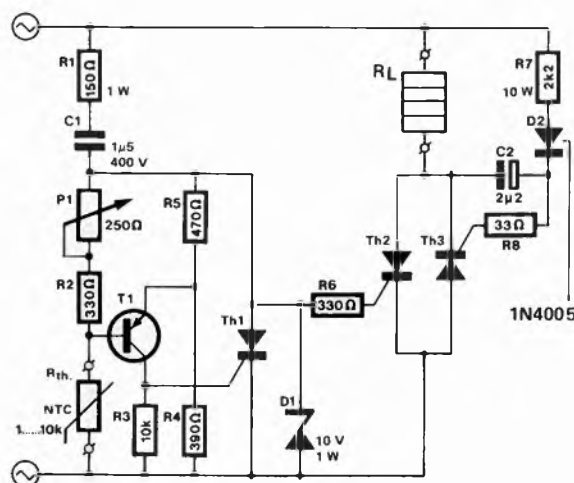 R1
150Ω
1 W
C1
1µ5
400 V
P1
250Ω
R2
330Ω
T1
Rth.
NTC
1......10k
R3
10k
R5
470Ω
R4
390Ω
Th1
D1
10 V
1 W
R6
330Ω
RL
Th2
Th3
C2
2µ2
R7
2k2
10 W
D2
33Ω
R8
1N4005